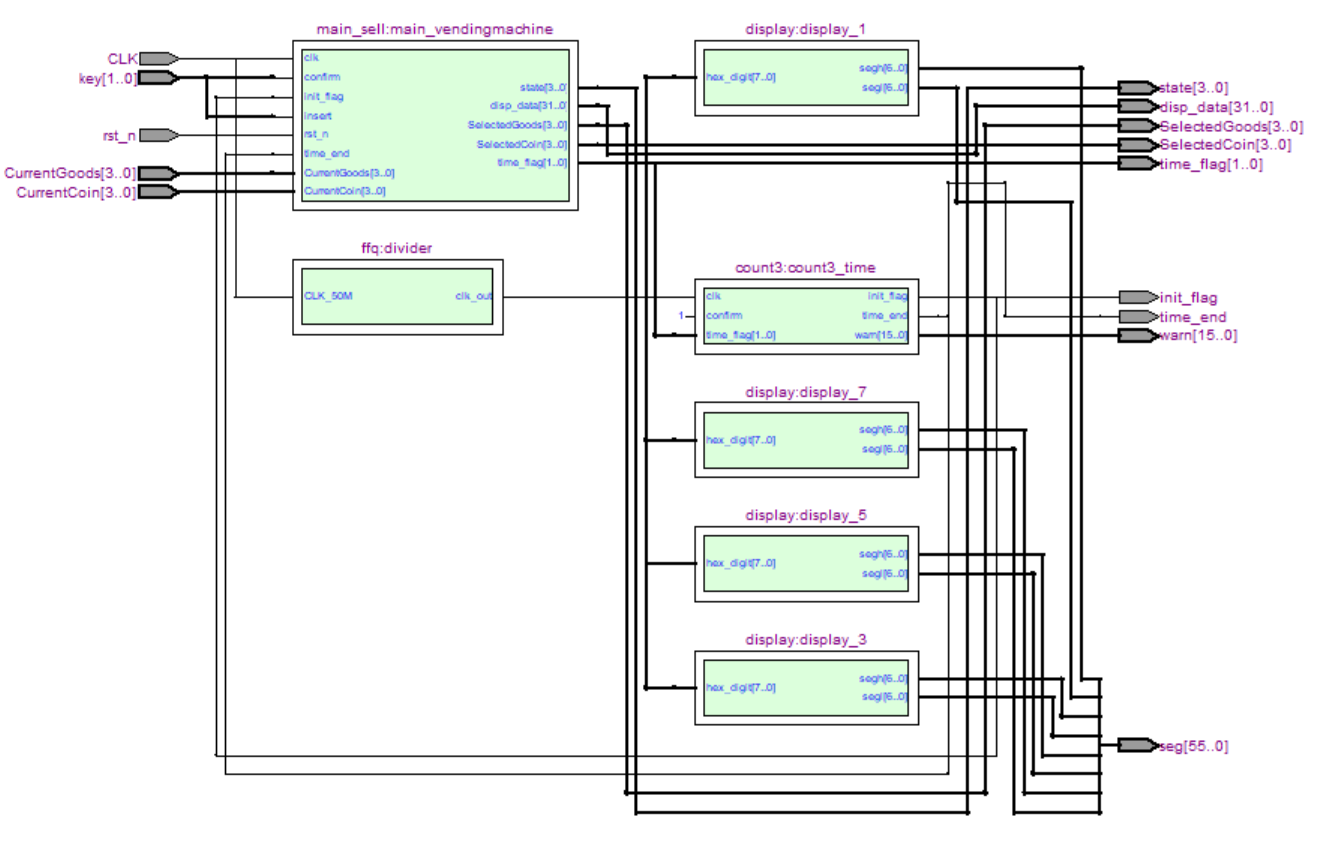 main_sell:main_vendingmachine
CLK
key[1..0]
rst_n
CurrentGoods[3..0]
CurrentCoin[3..0]
clk
confirm
init_flag
insert
rst_n
time_end
CurrentGoods[3..0]
CurrentCoin[3..0]
state[3..0]
disp_data[31..0]
SelectedGoods[3..0]
SelectedCoin[3..0]
time_flag[1..0]
ffq:divider
CLK_50M
clk_out
display:display_1
hex_digit[7..0]
segh[6..0]
segl[6..0]
count3:count3_time
clk
1
confirm
time_flag[1..0]
init_flag
time_end
warn[15..0]
display:display_7
hex_digit[7..0]
segh[6..0]
segl[6..0]
display:display_5
hex_digit[7..0]
segh[6..0]
segl[6..0]
display:display_3
hex_digit[7..0]
segh[6..0]
segl[6..0]
state[3..0]
disp_data[31..0]
SelectedGoods[3..0]
SelectedCoin[3..0]
time_flag[1..0]
init_flag
time_end
warn[15..0]
seg[55..0]